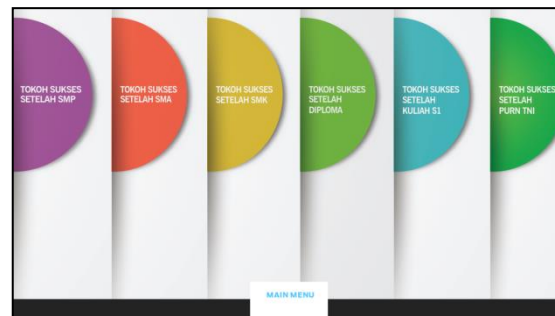 TOKOH SUKSES
SETELAH SMP
TOKOH SUKSES
SETELAH SMA
TOKOH SUKSES
SETELAH SMK
TOKOH SUKSES
SETELAH
DIPLOMA
TOKOH SUKSES
SETELAH
KULIAH S1
TOKOH SUKSES
SETELAH
PURN TNI
MAIN MENU